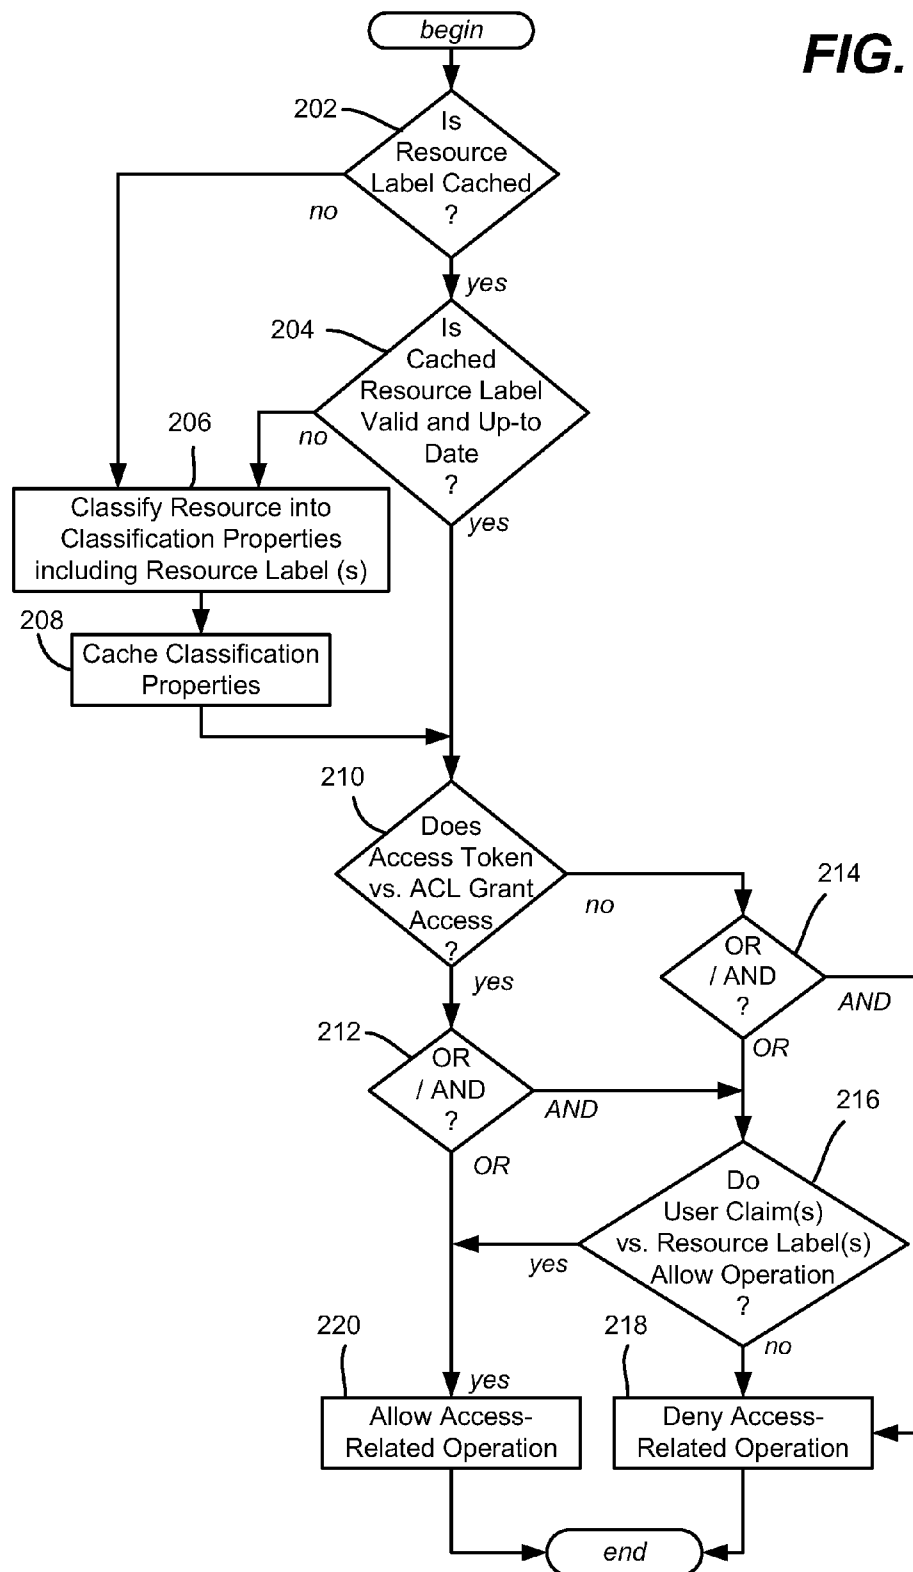 begin
FIG.
202
Is
Resource
Label Cached
?
no
yes
204
Is
Cached
Resource Label
Valid and Up-to
Date
?
no
yes
206
Classify Resource into
Classification Properties
including Resource Label (s)
208
Cache Classification
Properties
210
Does
Access Token
vs. ACL Grant
Access
?
no
yes
214
OR
/ AND
?
AND
OR
212
OR
/ AND
?
AND
OR
216
Do
User Claim(s)
vs. Resource Label(s)
Allow Operation
?
yes
no
220
yes
Allow Access-
Related Operation
218
Deny Access-
Related Operation
end